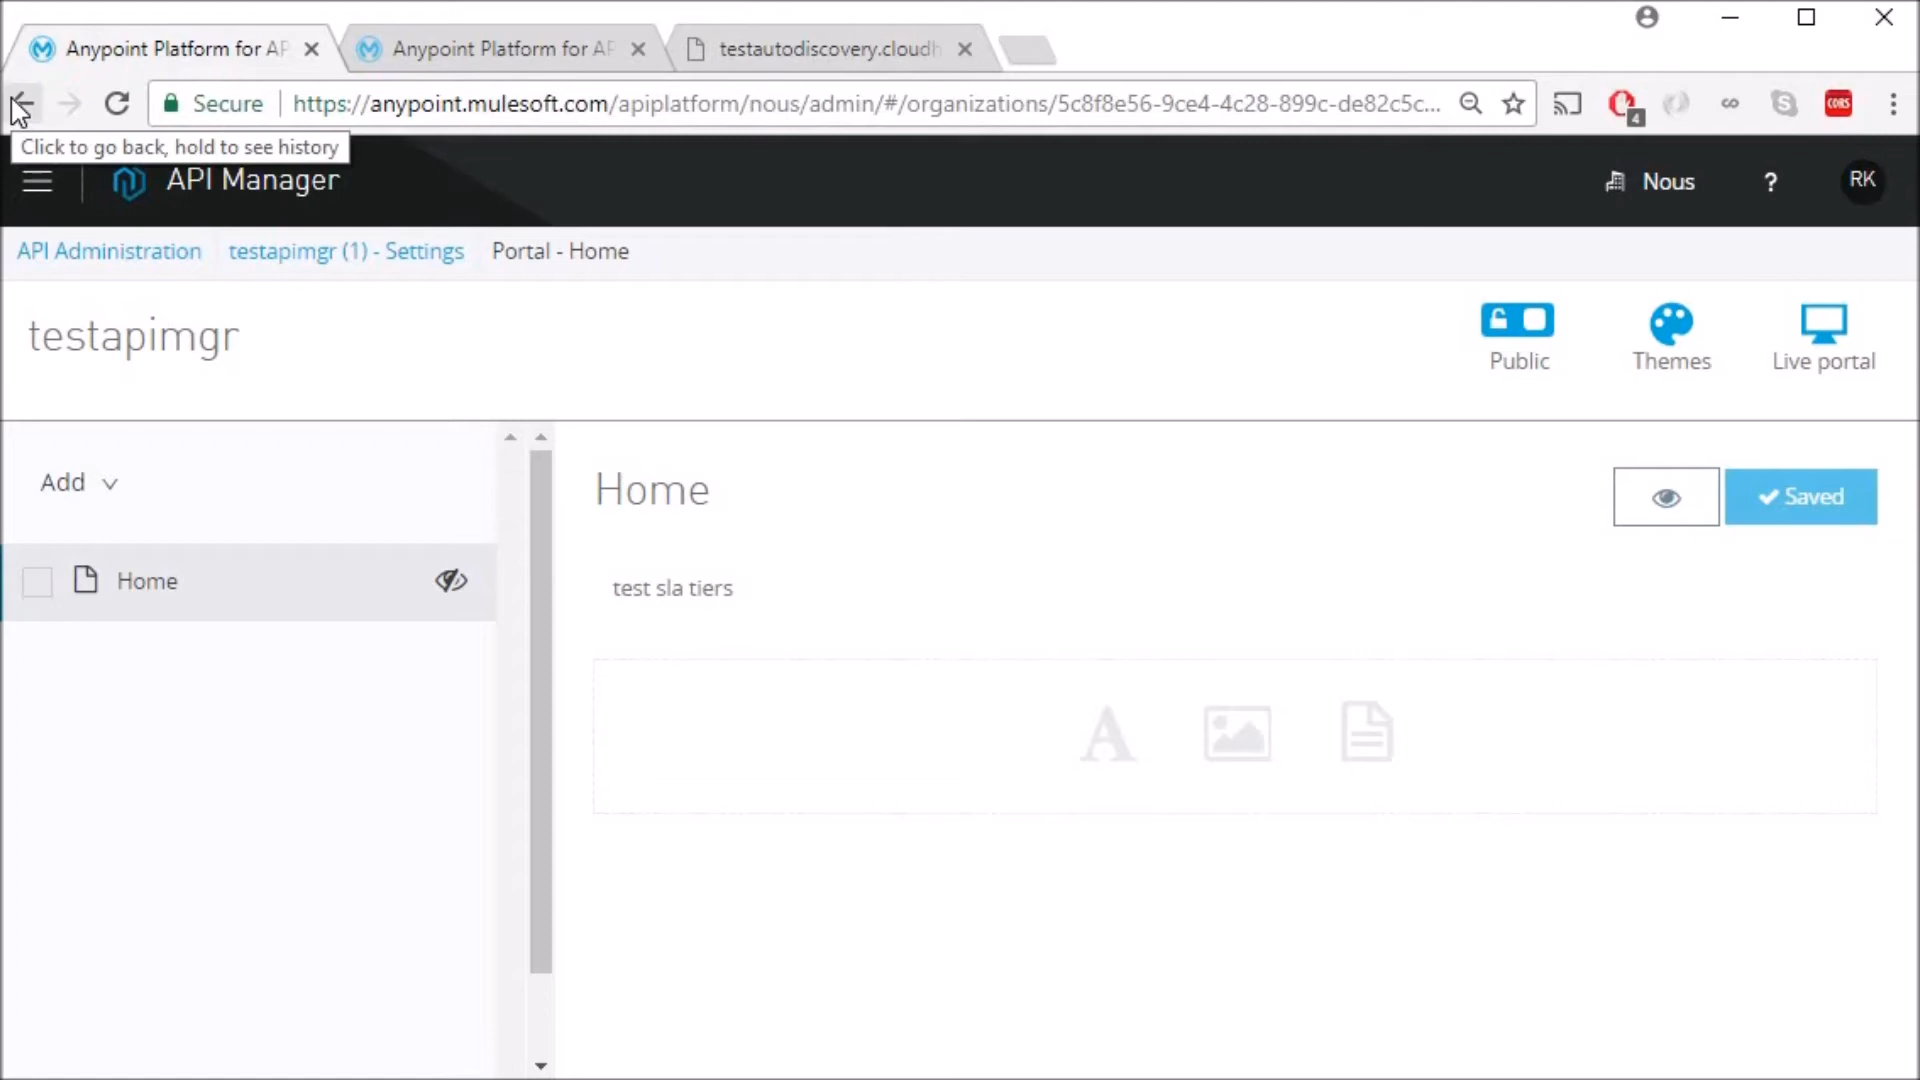 Anypoint Platform for AP
Anypoint Platform for AP
testautodiscovery.cloudh
Secure
https://anypoint.mulesoft.com/apiplatform/nous/admin/#/organizations/5c8f8e56-9ce4-4c28-899c-de82c5c...
4
CORS
Click to go back, hold to see history
API Manager
Nous
?
RK
API Administration
testapimgr (1) - Settings
Portal - Home
testapimgr
Public
Themes
Live portal
Add
Home
Saved
Home
test sla tiers
A